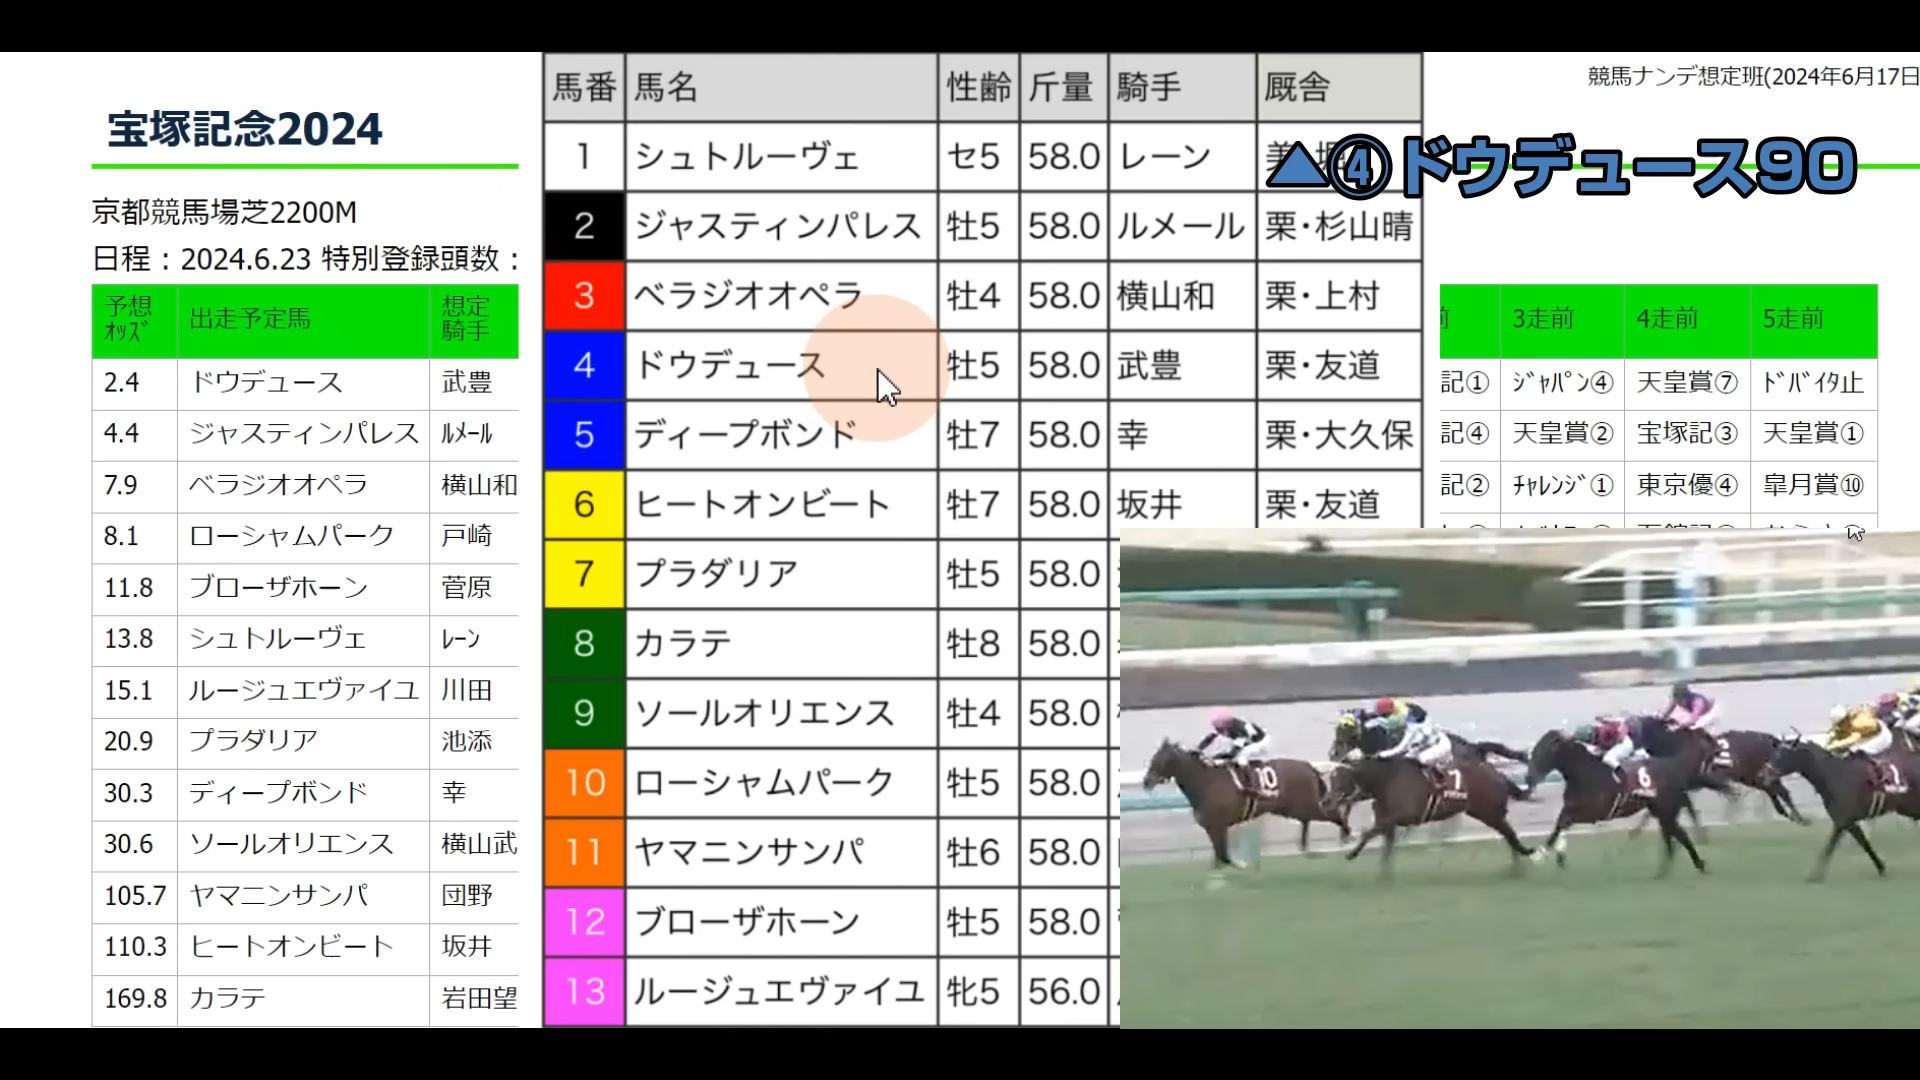 宝塚記念2024
京都競馬場芝2200M
日程：2024.6.23 特別登録頭数：
予想ｵｯｽﾞ 出走予定馬 想定騎手
2.4 ドウデュース 武豊
4.4 ジャスティンパレス ﾙﾒｰﾙ
7.9 ベラジオオペラ 横山和
8.1 ローシャムパーク 戸崎
11.8 ブローザホーン 菅原
13.8 シュトルーヴェ ﾚｰﾝ
15.1 ルージュエヴァイユ 川田
20.9 プラダリア 池添
30.3 ディープボンド 幸
30.6 ソールオリエンス 横山武
105.7 ヤマニンサンパ 団野
110.3 ヒートオンビート 坂井
169.8 カラテ 岩田望
馬番 馬名 性齢 斤量 騎手 厩舎
1 シュトルーヴェ セ5 58.0 レーン 美
2 ジャスティンパレス 牡5 58.0 ルメール 栗･杉山晴
3 ベラジオオペラ 牡4 58.0 横山和 栗･上村
4 ドウデュース 牡5 58.0 武豊 栗･友道
5 ディープボンド 牡7 58.0 幸 栗･大久保
6 ヒートオンビート 牡7 58.0 坂井 栗･友道
7 プラダリア 牡5 58.0
8 カラテ 牡8 58.0
9 ソールオリエンス 牡4 58.0
10 ローシャムパーク 牡5 58.0
11 ヤマニンサンパ 牡6 58.0
12 ブローザホーン 牡5 58.0
13 ルージュエヴァイユ 牝5 56.0
競馬ナンデ想定班(2024年6月17日
▲④ドウデュース90
前 3走前 4走前 5走前
記① ｼﾞｬﾊﾟﾝ④ 天皇賞⑦ ﾄﾞﾊﾞｲﾀ止
記④ 天皇賞② 宝塚記③ 天皇賞①
記② ﾁｬﾚﾝｼﾞ① 東京優④ 皐月賞⑩
10
7
6
1